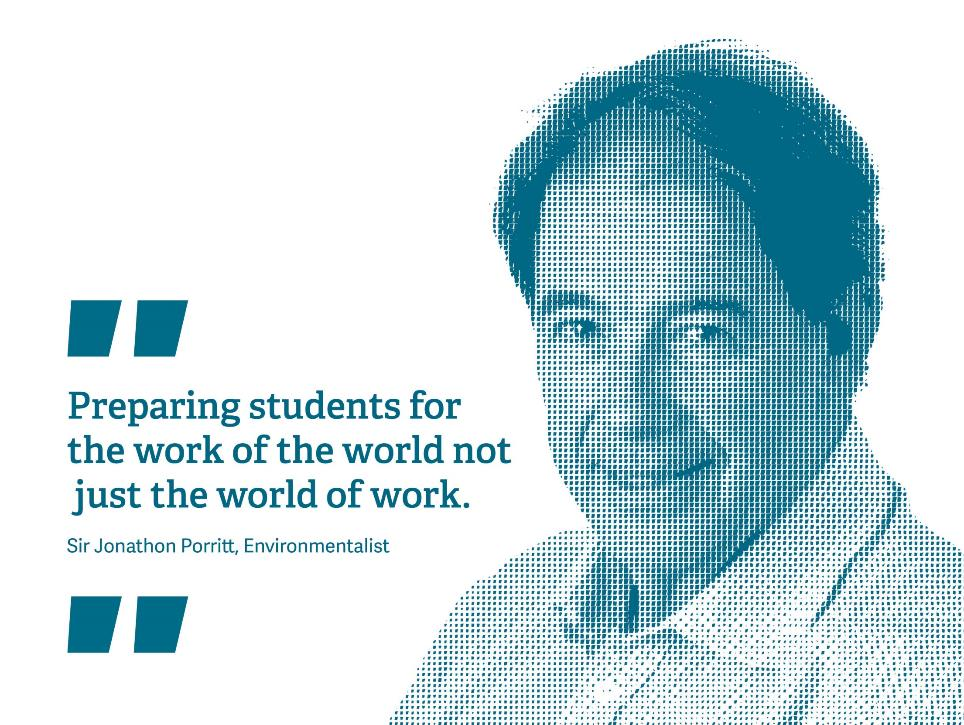 Preparing students for
the work of the world not
just the world of work.
Sir Jonathon Porritt, Environmentalist